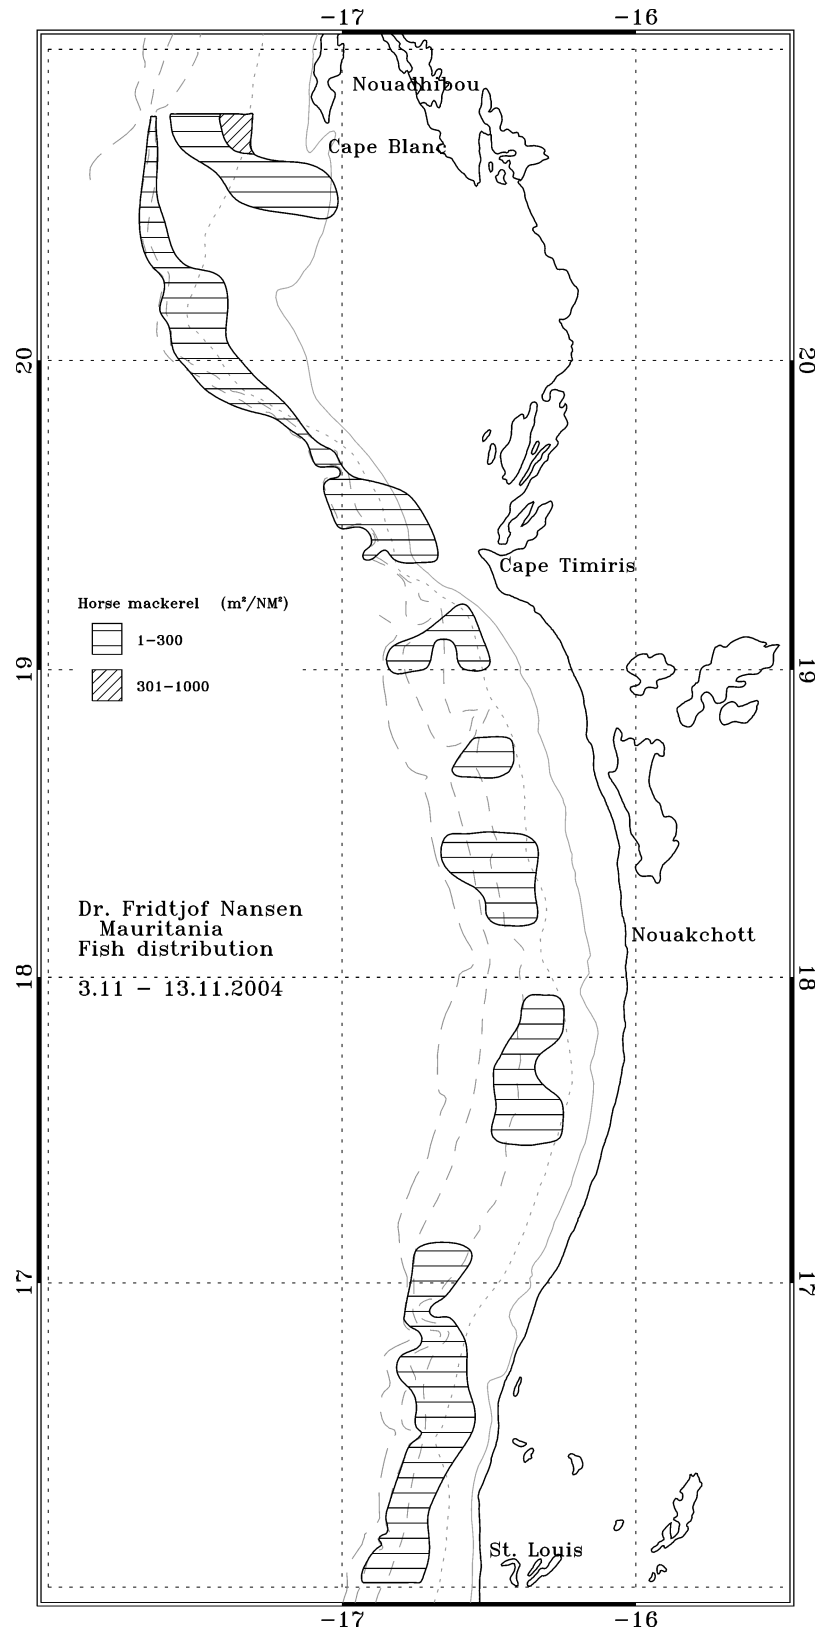 -17
-16
Nouadhibou
Cape Blanc
20
20
Cape Timiris
Horse mackerel (m²/NM²)
1-300
301-1000
19
19
Dr. Fridtjof Nansen
Mauritania
Fish distribution
3.11 - 13.11.2004
Nouakchott
18
18
17
17
St. Louis
-17
-16